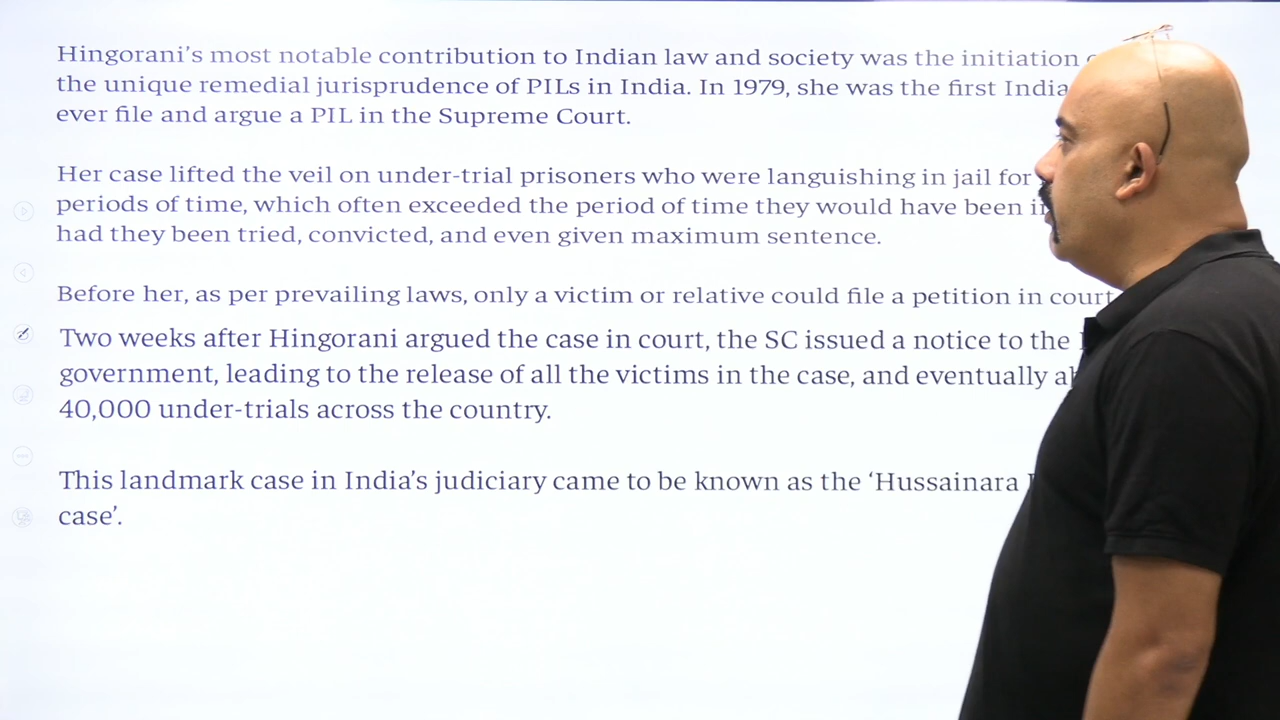 Hingorani’s most notable contribution to Indian law and society was the initiation
the unique remedial jurisprudence of PILs in India. In 1979, she was the first
ever file and argue a PIL in the Supreme Court.
Her case lifted the veil on under-trial prisoners who were languishing in jail for
periods of time, which often exceeded the period of time they would have been
had they been tried, convicted, and even given maximum sentence.
Before her, as per prevailing laws, only a victim or relative could file a petition in court
Two weeks after Hingorani argued the case in court, the SC issued a notice to the
government, leading to the release of all the victims in the case, and eventually
40,000 under-trials across the country.
This landmark case in India’s judiciary came to be known as the ‘Hussainara
case’.